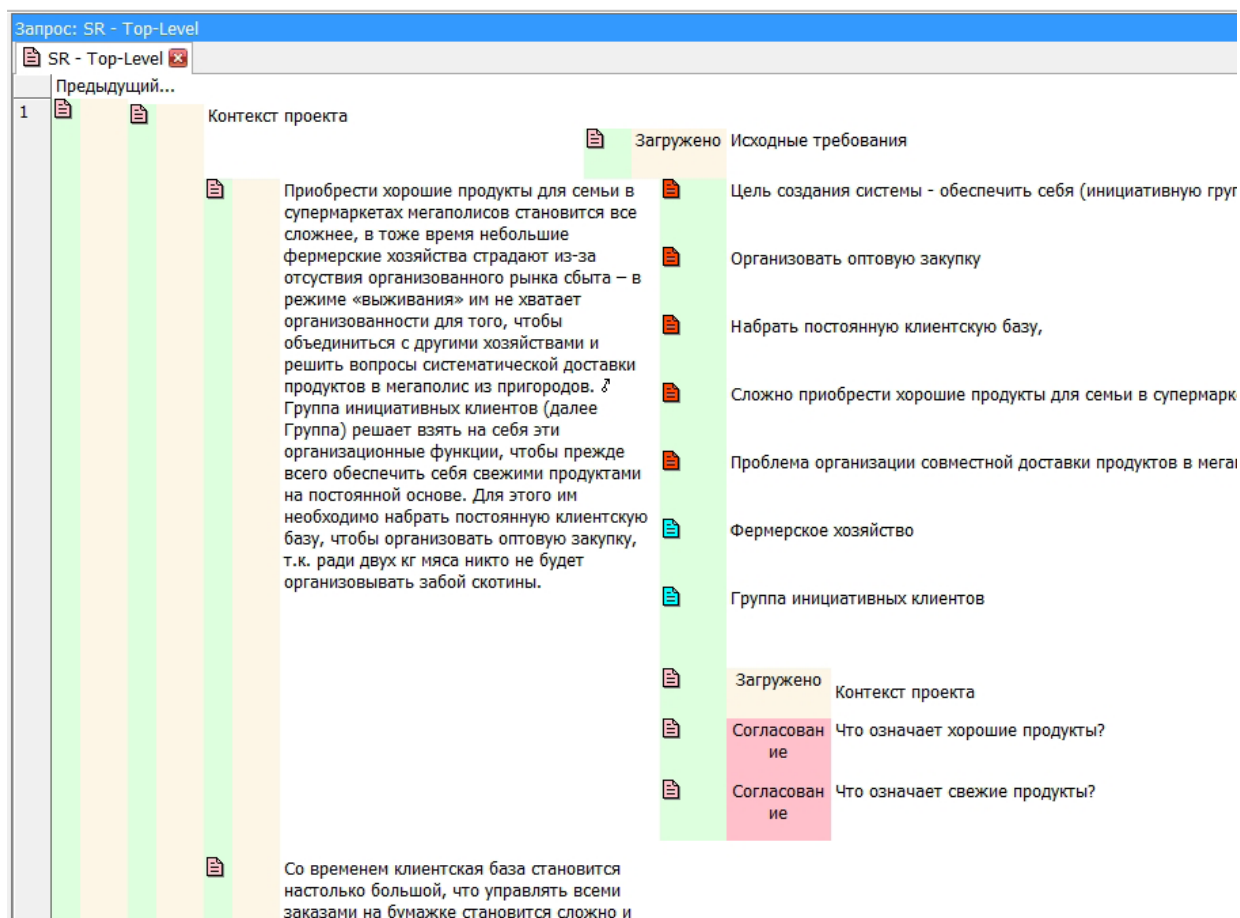 Запрос: SR - Top-Level
SR - Top-Level
Предыдущий...
1
Контекст проекта
Загружено Исходные требования
Приобрести хорошие продукты для семьи в
супермаркетах мегаполисов становится все
сложнее, в тоже время небольшие
фермерские хозяйства страдают из-за
отсуствия организованного рынка сбыта – в
режиме «выживания» им не хватает
организованности для того, чтобы
объединиться с другими хозяйствами и
решить вопросы систематической доставки
продуктов в мегаполис из пригородов.
Группа инициативных клиентов (далее
Группа) решает взять на себя эти
организационные функции, чтобы прежде
всего обеспечить себя свежими продуктами
на постоянной основе. Для этого им
необходимо набрать постоянную клиентскую
базу, чтобы организовать оптовую закупку,
т.к. ради двух кг мяса никто не будет
организовывать забой скотины.
Цель создания системы - обеспечить себя (инициативную
Организовать оптовую закупку
Набрать постоянную клиентскую базу,
Сложно приобрести хорошие продукты для семьи в
Проблема организации совместной доставки продуктов в
Фермерское хозяйство
Группа инициативных клиентов
Загружено
Контекст проекта
Согласован
ие
Что означает хорошие продукты?
Согласован
ие
Что означает свежие продукты?
Со временем клиентская база становится
настолько большой, что управлять всеми
заказами на бумажке становится сложно и